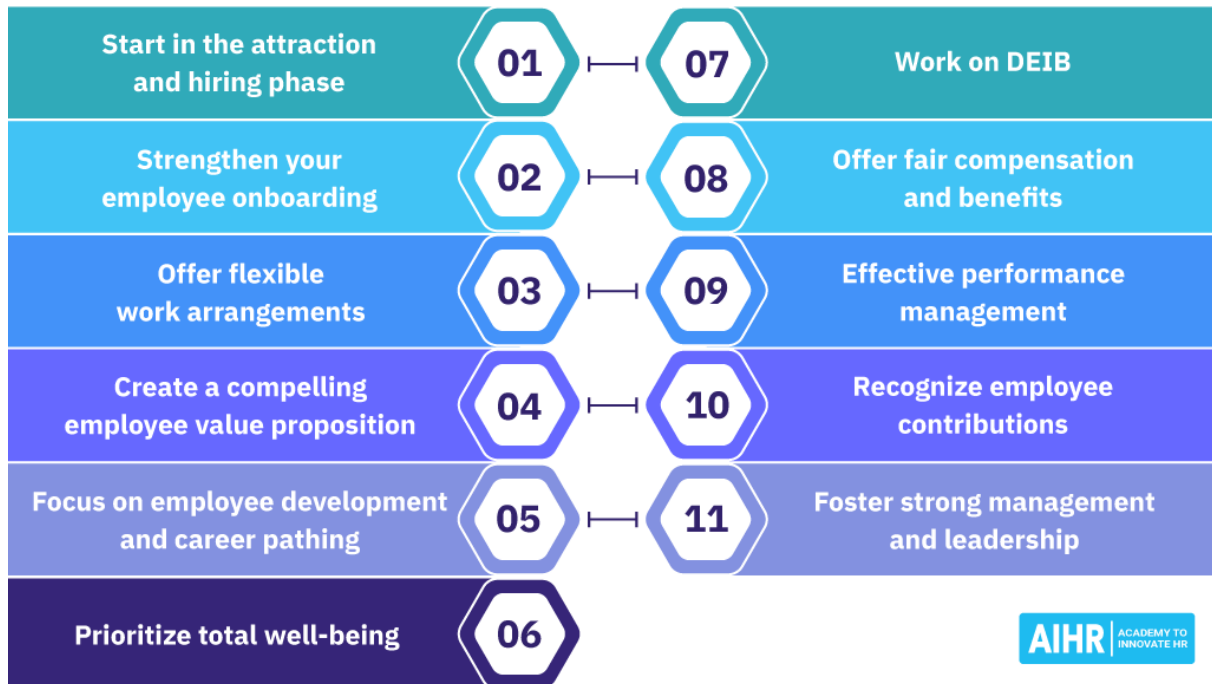 Start in the attraction
and hiring phase
01
Strengthen your
employee onboarding
02
Offer flexible
work arrangements
03
Create a compelling
employee value proposition
04
Focus on employee development
and career pathing
05
Prioritize total well-being
06
07
Work on DEIB
08
Offer fair compensation
and benefits
09
Effective performance
management
10
Recognize employee
contributions
11
Foster strong management
and leadership
AIHR
ACADEMY TO
INNOVATE HR